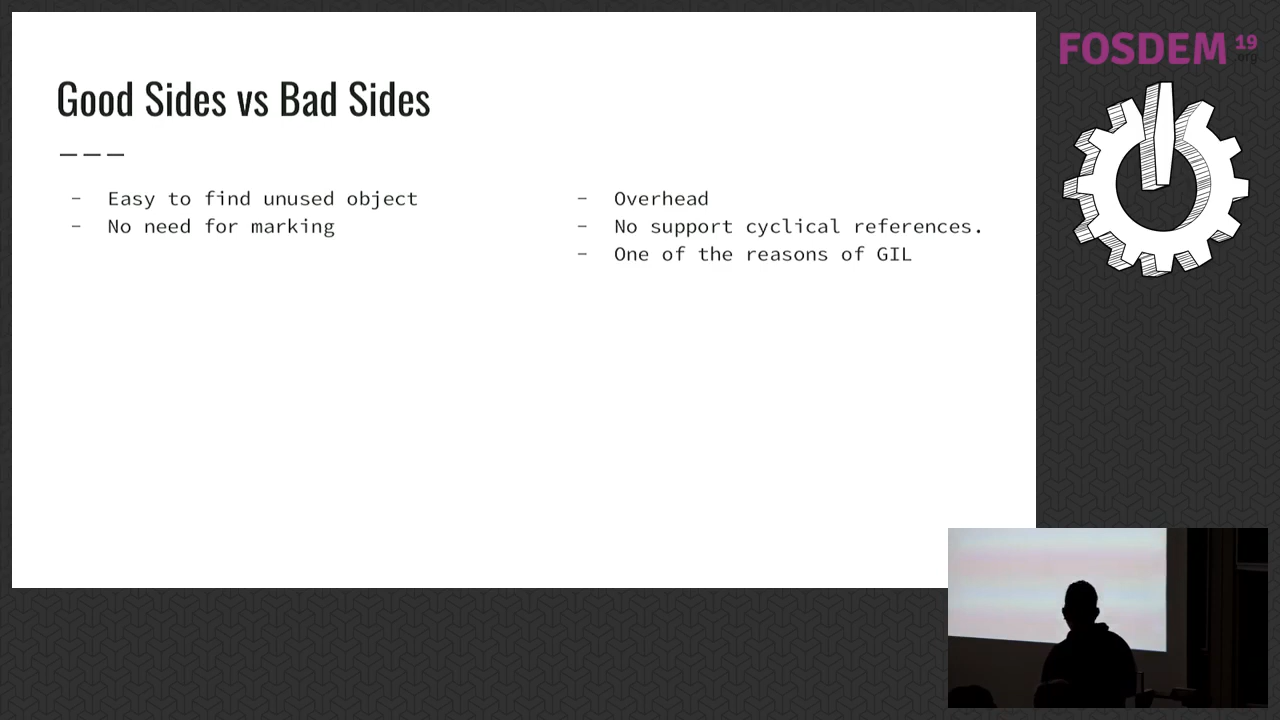 Good Sides vs Bad Sides
- Easy to find unused object
- No need for marking
- Overhead
- No support cyclical references.
- One of the reasons of GIL
FOSDEM 19
.org